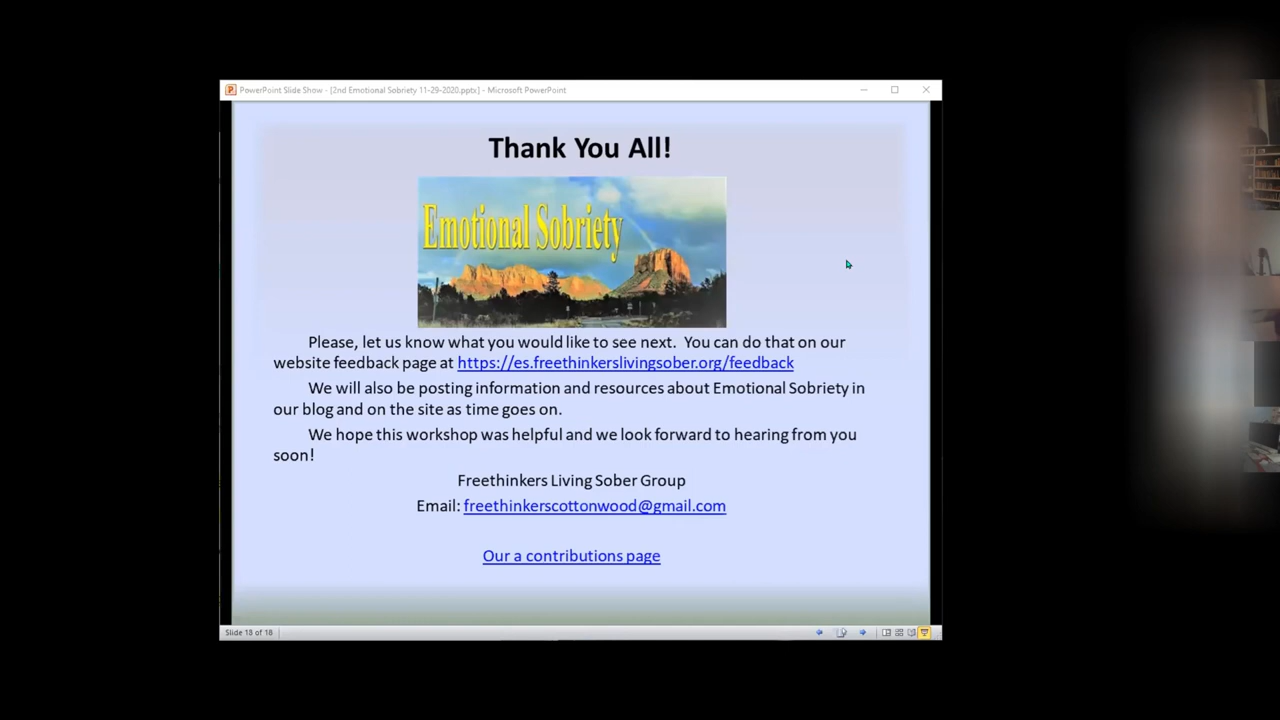 PowerPoint Slide Show - [2nd Emotional Sobriety 11-29-2020.pptx] - Microsoft PowerPoint
Thank You All!
Emotional Sobriety
Please, let us know what you would like to see next. You can do that on our
website feedback page at https://es.freethinkerslivingsober.org/feedback
We will also be posting information and resources about Emotional Sobriety in
our blog and on the site as time goes on.
We hope this workshop was helpful and we look forward to hearing from you
soon!
Freethinkers Living Sober Group
Email: freethinkerscottonwood@gmail.com
Our a contributions page
Slide 18 of 18